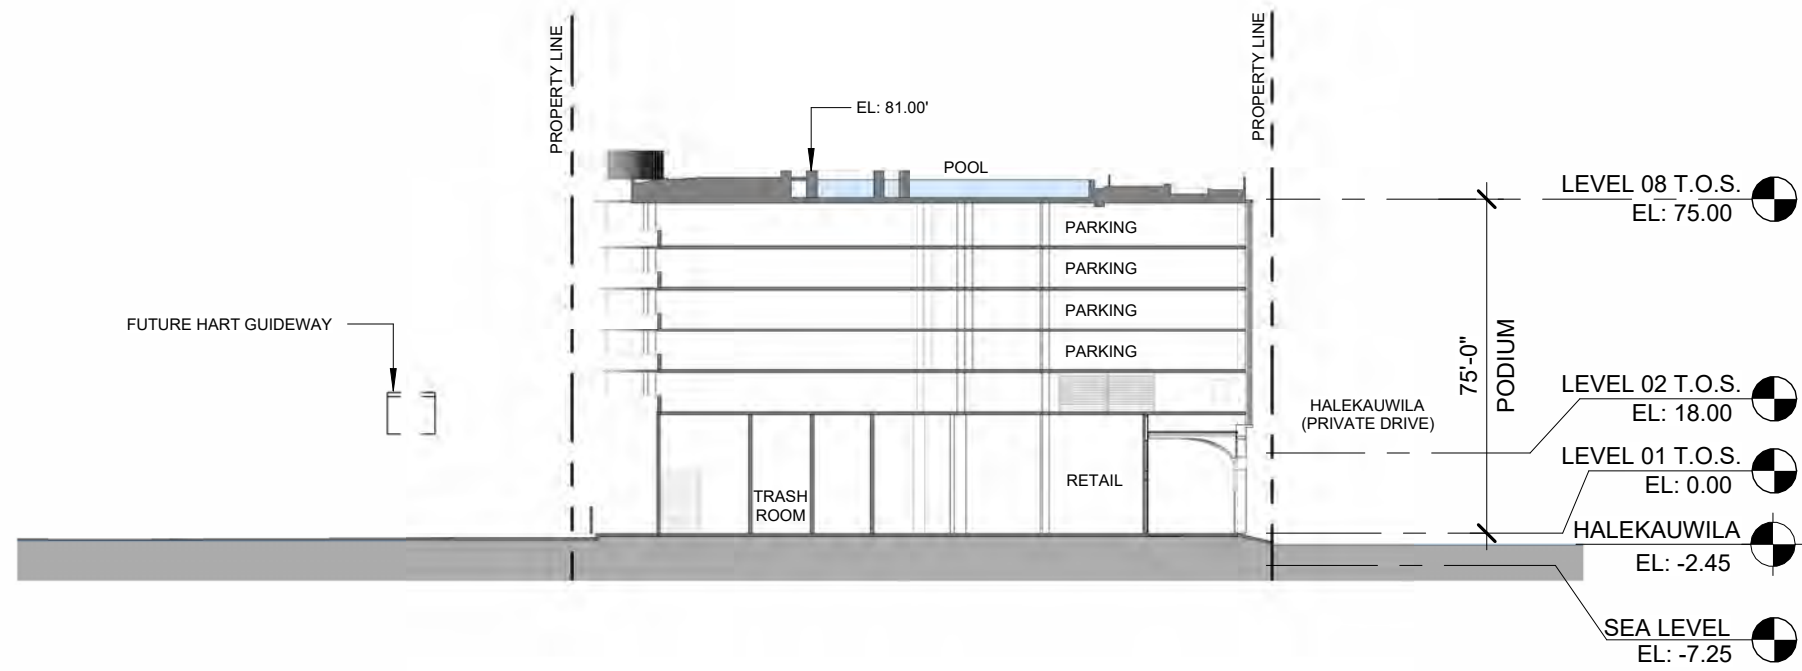 PROPERTY LINE
PROPERTY LINE
EL: 81.00'
POOL
LEVEL 08 T.O.S.
EL: 75.00
PARKING
PARKING
PARKING
PARKING
FUTURE HART GUIDEWAY
75'-0"
PODIUM
HALEKAUWILA
(PRIVATE DRIVE)
LEVEL 02 T.O.S.
EL: 18.00
LEVEL 01 T.O.S.
EL: 0.00
RETAIL
TRASH
ROOM
HALEKAUWILA
EL: -2.45
SEA LEVEL
EL: -7.25